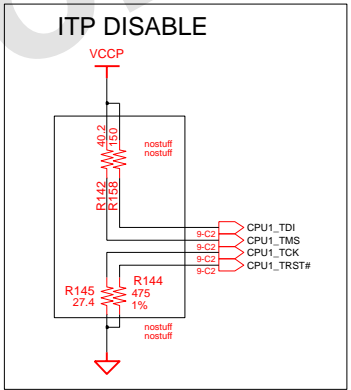 ITP DISABLE
VCCP
40.2
150
nostuff
nostuff
R142
R158
9-C2
CPU1_TDI
9-C2
CPU1_TMS
9-C2
CPU1_TCK
9-C2
CPU1_TRST#
R145
27.4
R144
475
1%
nostuff
nostuff